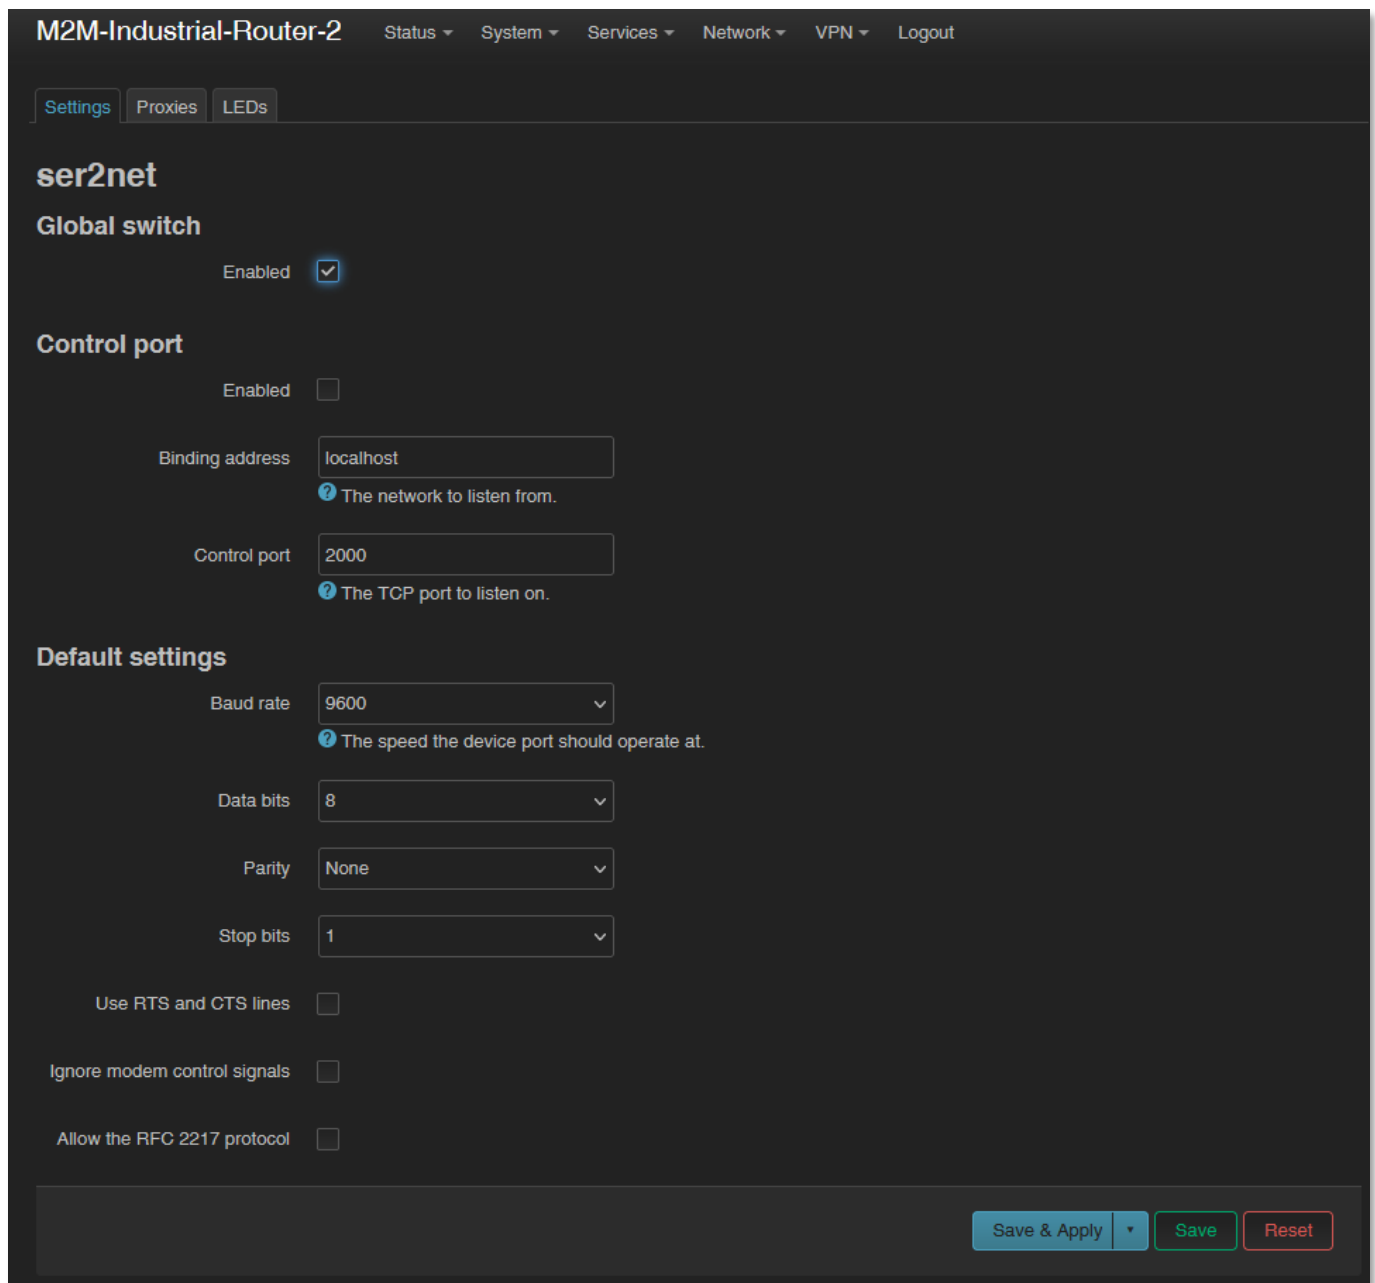 M2M-Industrial-Router-2 Status System Services Network VPN Logout
Settings Proxies LEDs
ser2net
Global switch
Enabled
Control port
Enabled
Binding address localhost
The network to listen from.
Control port 2000
The TCP port to listen on.
Default settings
Baud rate 9600
The speed the device port should operate at.
Data bits 8
Parity None
Stop bits 1
Use RTS and CTS lines
Ignore modem control signals
Allow the RFC 2217 protocol
Save & Apply Save Reset